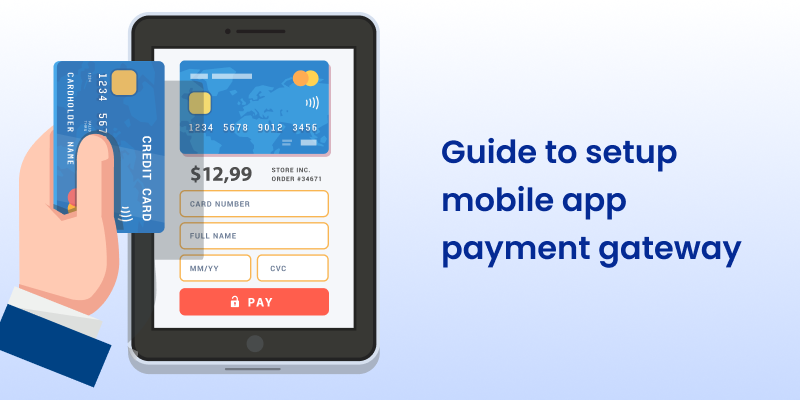 1234 5678 9012 3456
$12,99
STORE INC.
ORDER #34671
CARD NUMBER
FULL NAME
MM/YY
CVC
PAY
CREDIT CARD
1234 567
1234
CARDHOLDER NAME
Guide to setup
mobile app
payment gateway